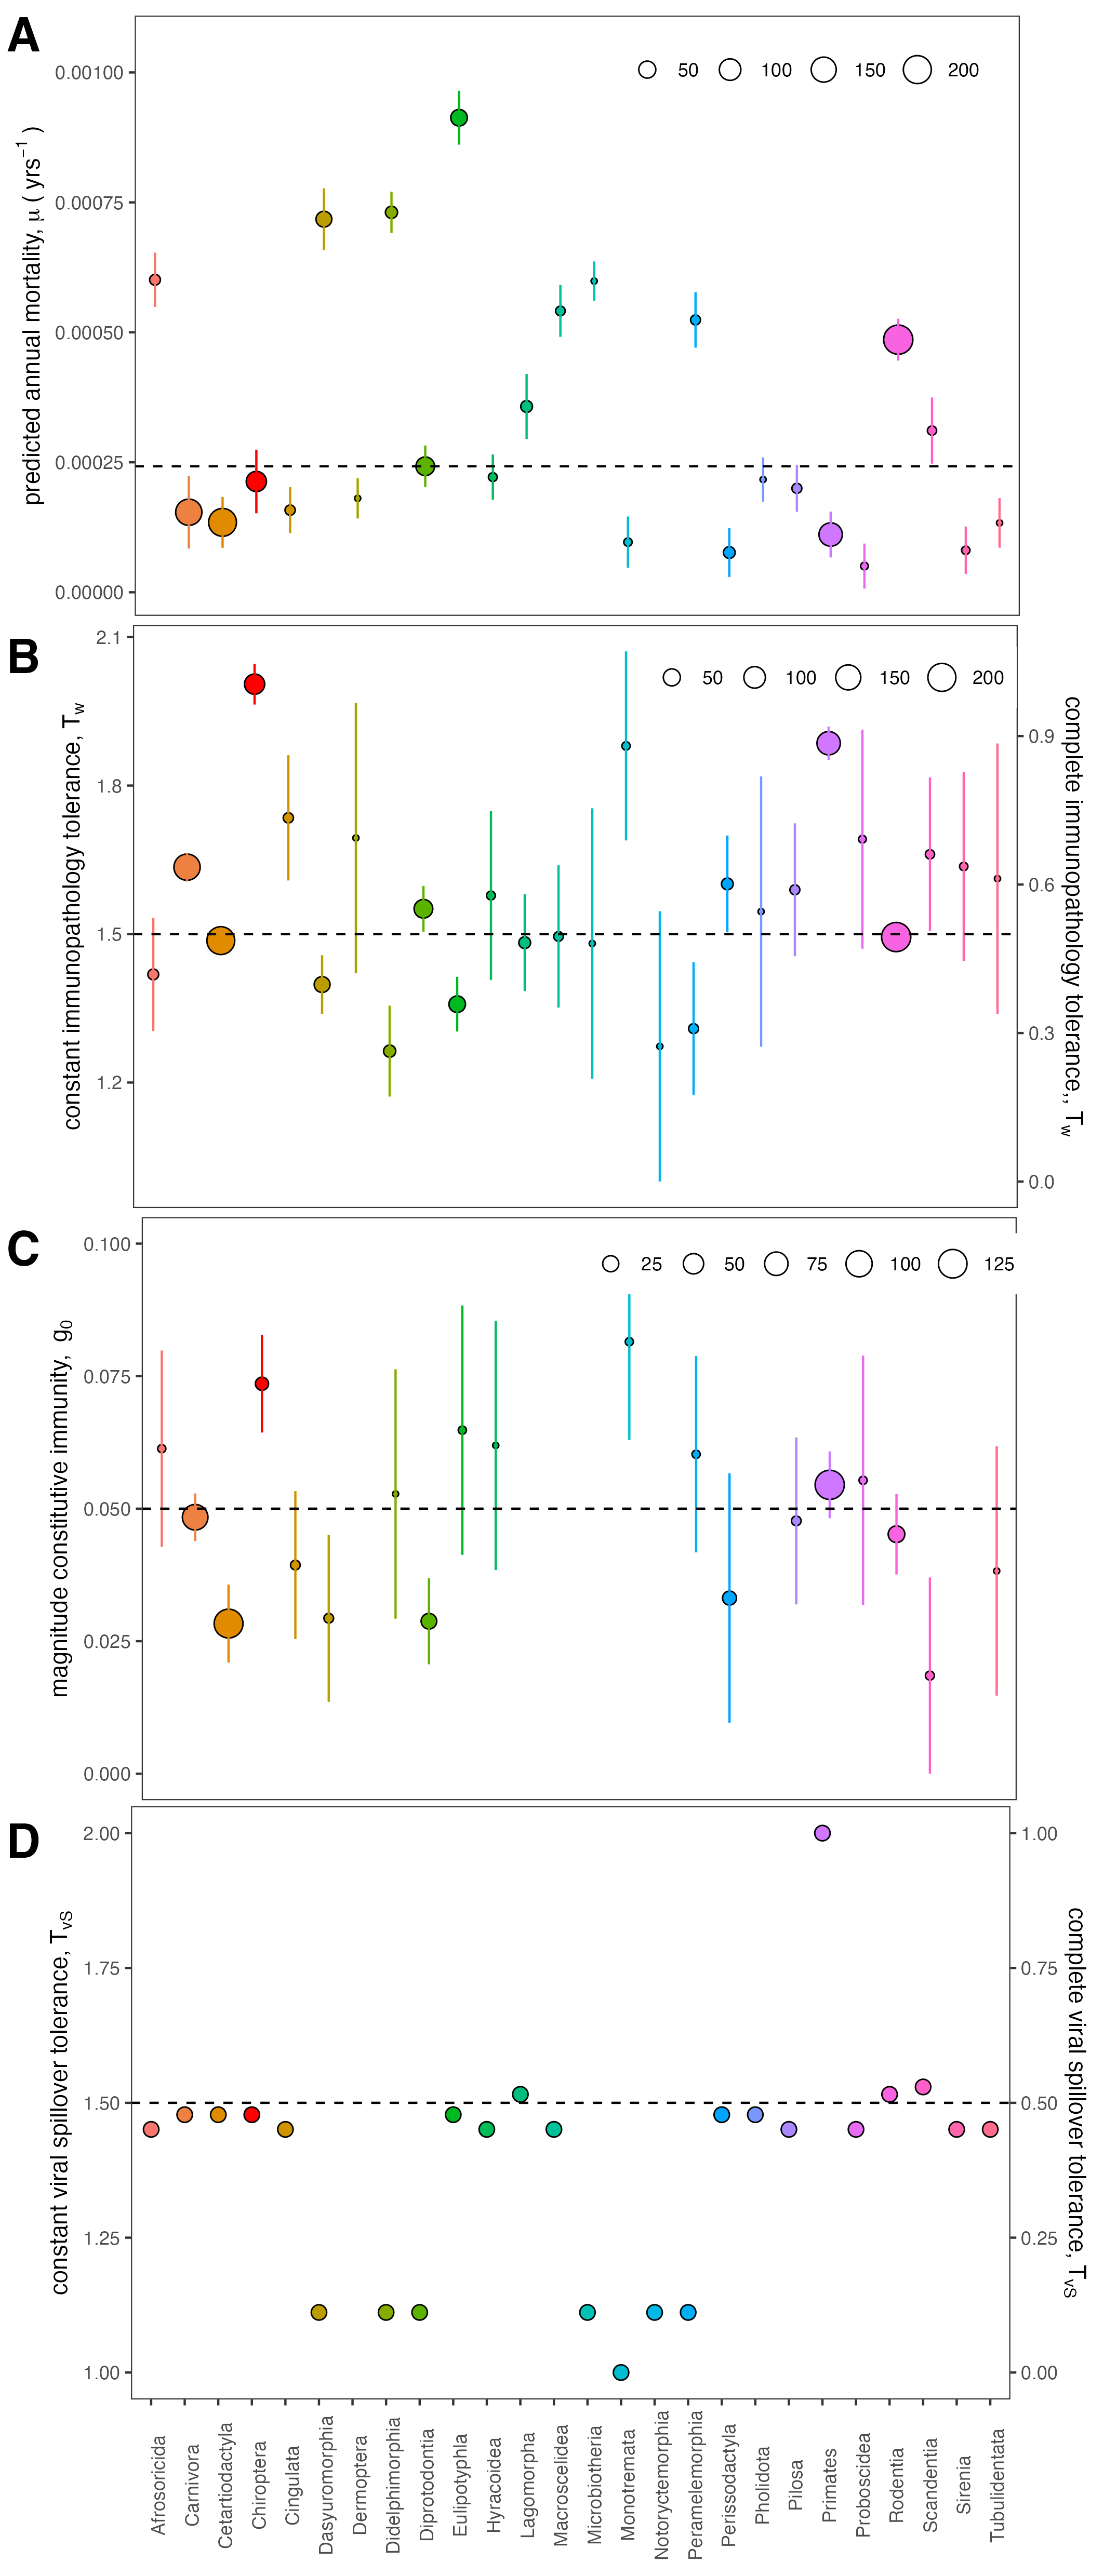 A
predicted annual mortality, μ ( yrs⁻¹ )
0.00100
0.00075
0.00050
0.00025
0.00000
50 100 150 200
B
constant immunopathology tolerance, Tw
2.1
1.8
1.5
1.2
50 100 150 200
0.9
0.6
0.3
0.0
complete immunopathology tolerance,, Tw
C
magnitude constitutive immunity, g0
0.100
0.075
0.050
0.025
0.000
25 50 75 100 125
D
constant viral spillover tolerance, TvS
2.00
1.75
1.50
1.25
1.00
1.00
0.75
0.50
0.25
0.00
complete viral spillover tolerance, TvS
Afrosoricida
Carnivora
Cetartiodactyla
Chiroptera
Cingulata
Dasyuromorphia
Dermoptera
Didelphimorphia
Diprotodontia
Eulipotyphla
Hyracoidea
Lagomorpha
Macroscelidea
Microbiotheria
Monotremata
Notoryctemorphia
Peramelemorphia
Perissodactyla
Pholidota
Pilosa
Primates
Proboscidea
Rodentia
Scandentia
Sirenia
Tubulidentata